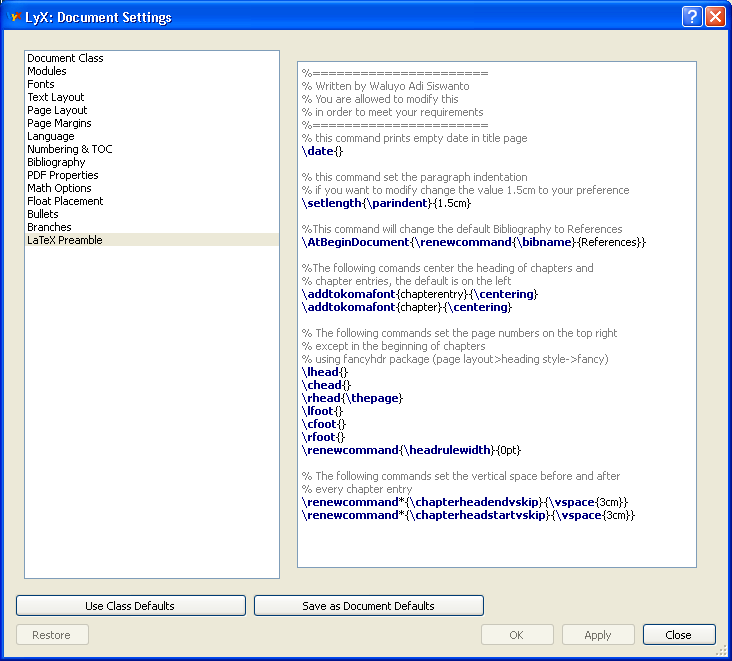 LyX: Document Settings
Document Class
Modules
Fonts
Text Layout
Page Layout
Page Margins
Language
Numbering & TOC
Bibliography
PDF Properties
Math Options
Float Placement
Bullets
Branches
LaTeX Preamble
%======================
% Written by Waluyo Adi Siswanto
% You are allowed to modify this
% in order to meet your requirements
%======================
% this command prints empty date in title page
\date{}
% this command set the paragraph indentation
% if you want to modify change the value 1.5cm to your preference
\setlength{\parindent}{1.5cm}
%This command will change the default Bibliography to References
\AtBeginDocument{\renewcommand{\bibname}{References}}
%The following comands center the heading of chapters and
% chapter entries, the default is on the left
\addtokomafont{chapterentry}{\centering}
\addtokomafont{chapter}{\centering}
% The following commands set the page numbers on the top right
% except in the beginning of chapters
% using fancyhdr package (page layout>heading style->fancy)
\lhead{}
\chead{}
\rhead{\thepage}
\lfoot{}
\cfoot{}
\rfoot{}
\renewcommand{\headrulewidth}{0pt}
% The following commands set the vertical space before and after
% every chapter entry
\renewcommand*{\chapterheadendvskip}{\vspace{3cm}}
\renewcommand*{\chapterheadstartvskip}{\vspace{3cm}}
Use Class Defaults
Save as Document Defaults
Restore
OK
Apply
Close